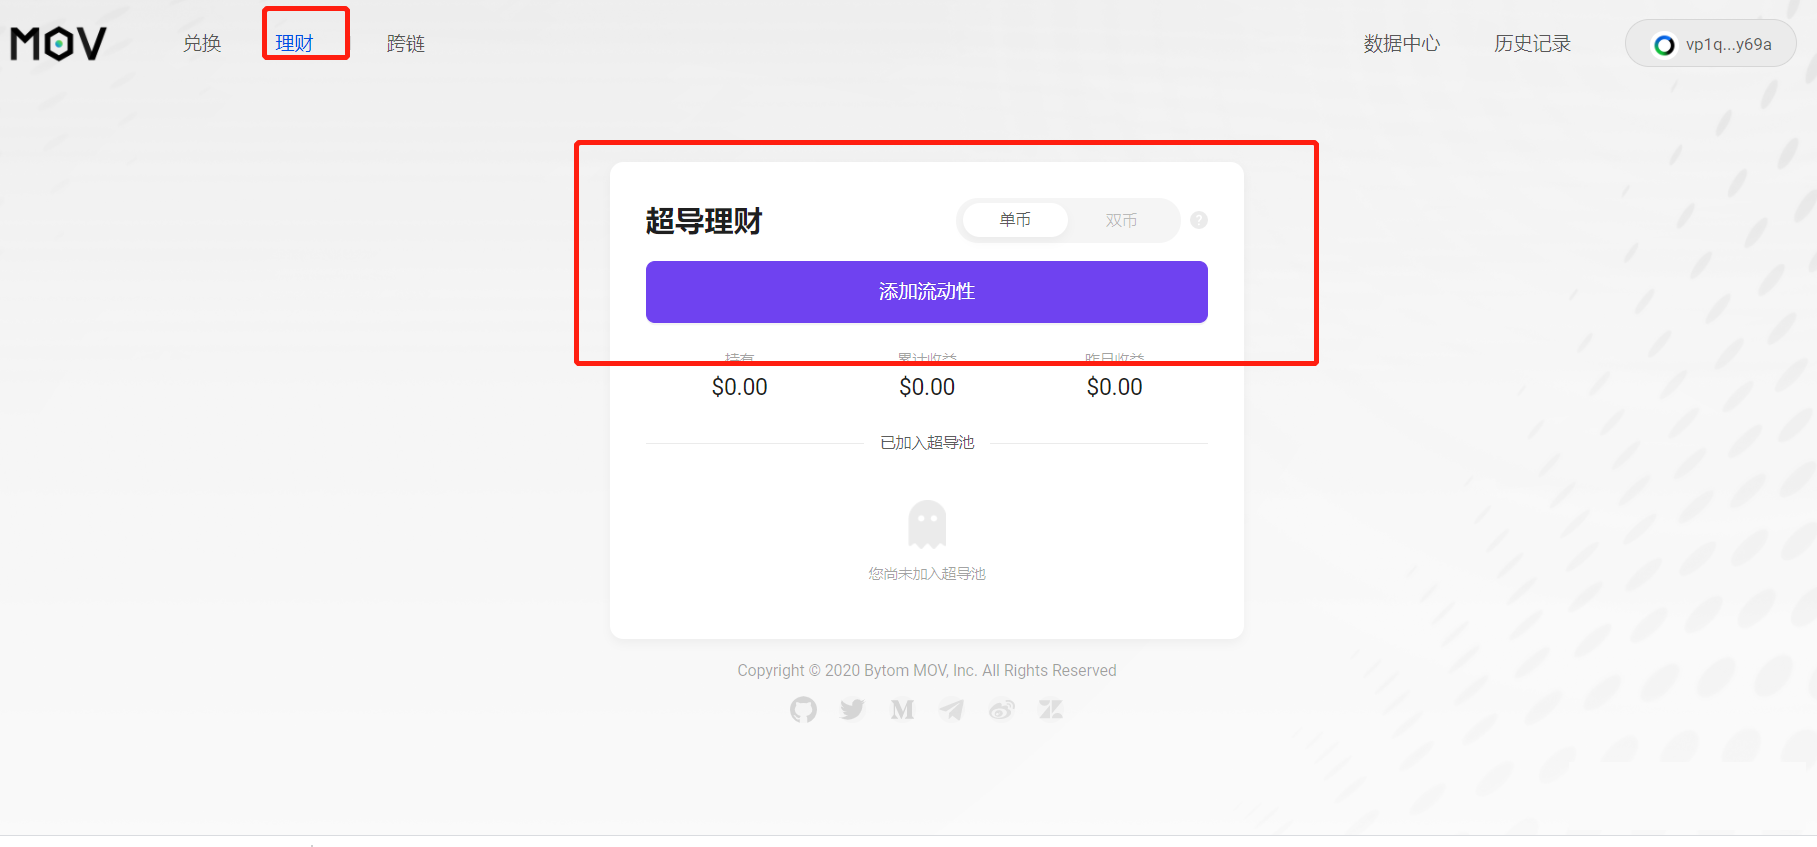 MOV
兑换
理财
跨链
数据中心
历史记录
vp1q...y69a
超导理财
单币
双币
?
添加流动性
持有
累计收益
昨日收益
$0.00
$0.00
$0.00
已加入超导池
您尚未加入超导池
Copyright © 2020 Bytom MOV, Inc. All Rights Reserved